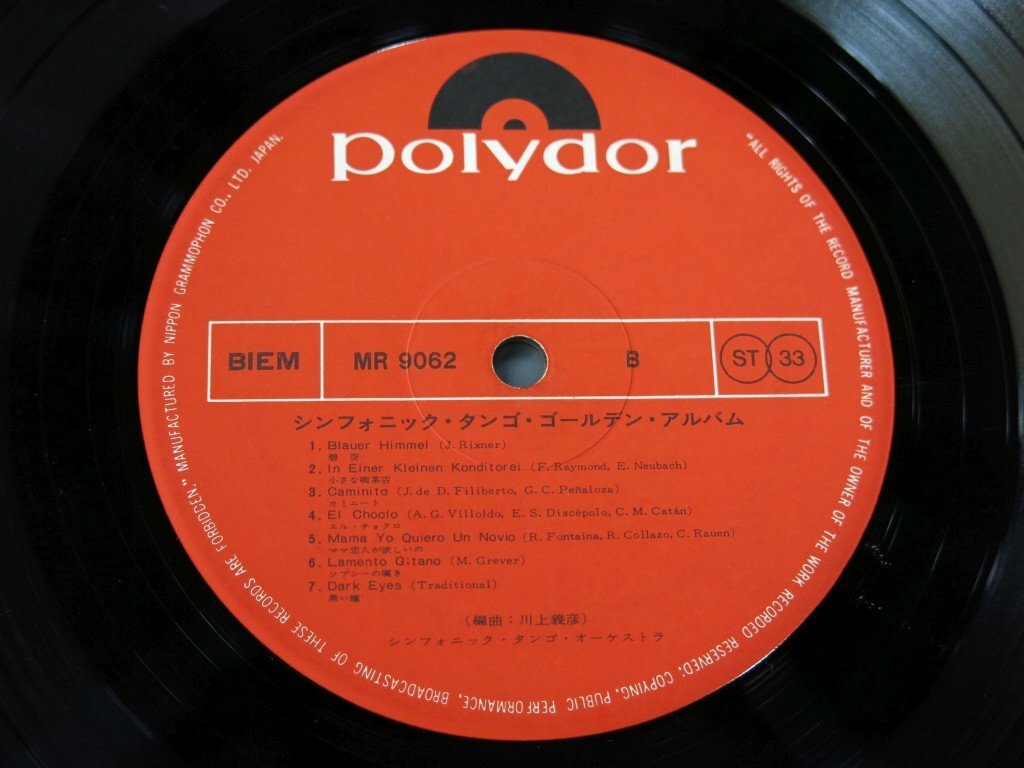 polydor
BIEM MR 9062 B ST 33
シンフォニック・タンゴ・ゴールデン・アルバム
1. Blauer Himmel (J. Rixner)
碧空
2. In Einer Kleinen Konditorei (F. Raymond, E. Neubach)
小さな喫茶店
3. Caminito (J. de D. Filiberto, G. C. Peñaloza)
カミニート
4. El Choclo (A. G. Villoldo, E. S. Discépolo, C. M. Catán)
エル・チョクロ
5. Mama Yo Quiero Un Novio (R. Fontaina, R. Collazo, C. Rauen)
ママ恋人が欲しいの
6. Lamento Gitano (M. Grever)
ジプシーの嘆き
7. Dark Eyes (Traditional)
黒い瞳
(編曲：川上義彦)
シンフォニック・タンゴ・オーケストラ
"ALL RIGHTS OF THE RECORD MANUFACTURER AND OF THE OWNER OF THE WORK RECORDED RESERVED; COPYING, PUBLIC PERFORMANCE, BROADCASTING OF THESE RECORDS ARE FORBIDDEN." MANUFACTURED BY NIPPON GRAMMOPHON CO., LTD. JAPAN.